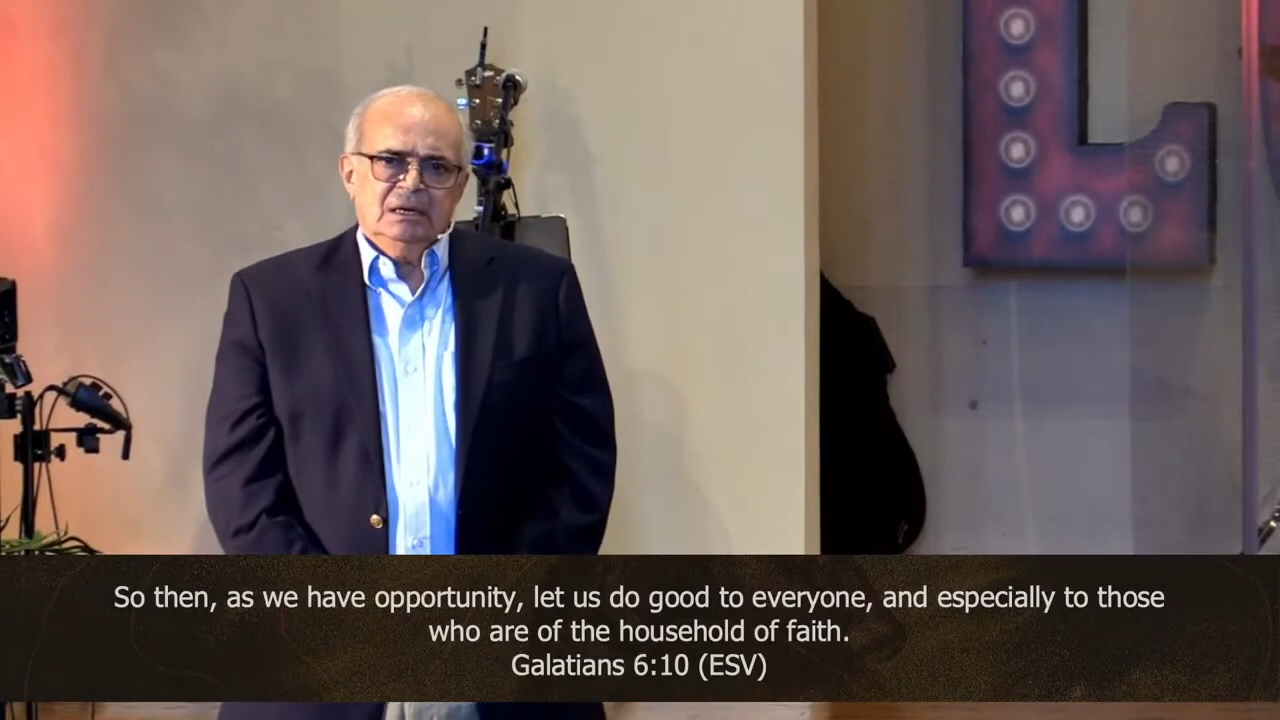 L
So then, as we have opportunity, let us do good to everyone, and especially to those
who are of the household of faith.
Galatians 6:10 (ESV)